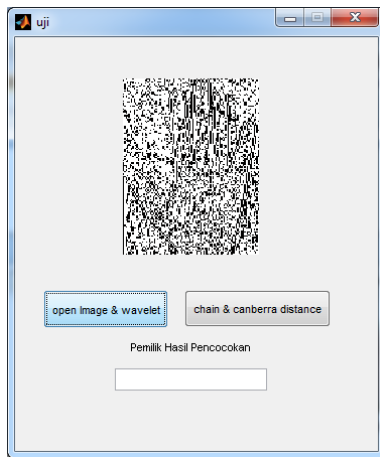 uji
open Image & wavelet
chain & canberra distance
Pemilik Hasil Pencocokan